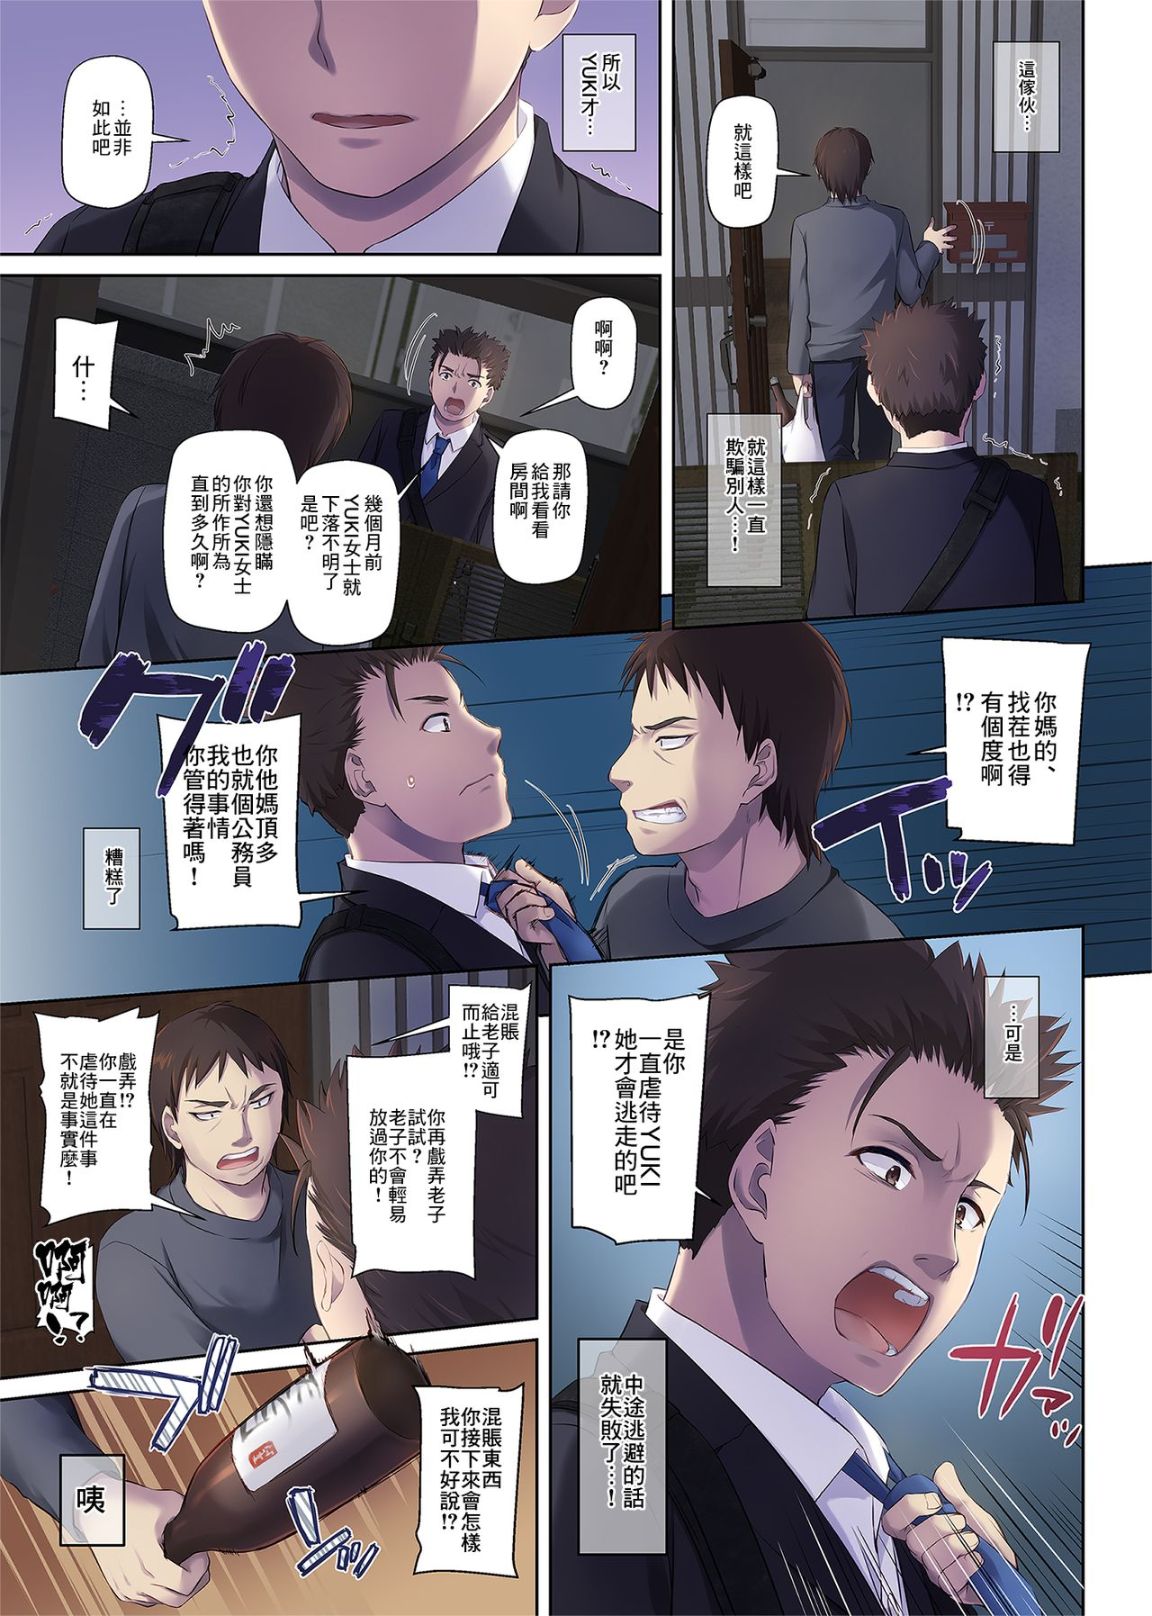 這傢伙…
就這樣吧
就這樣一直
欺騙別人…!
所以
YUKI才…
…並非
如此吧
啊啊?
那請你
給我看看
房間啊
幾個月前
YUKI女士就
下落不明了
是吧?
你還想隱瞞
你對YUKI女士
的所作所為
直到多久啊?
什…
你媽的、
找茬也得
有個度啊
!?
グイッ
グ゙
你他媽頂多
也就個公務員
我的事情
你管得著嗎!
糟糕了
…可是
是你
一直虐待YUKI
她才會逃走的吧
!?
ガシッ
中途逃避的話
就失敗了…!
混賬
給老子適可
而止哦!?
你再戲弄老子
試試?
老子不會輕易
放過你的!
戲弄!?
你一直在
虐待她這件事
不就是事實麼!
啊啊!?
混賬東西
你接下來會怎樣
我可不好說!?
咦